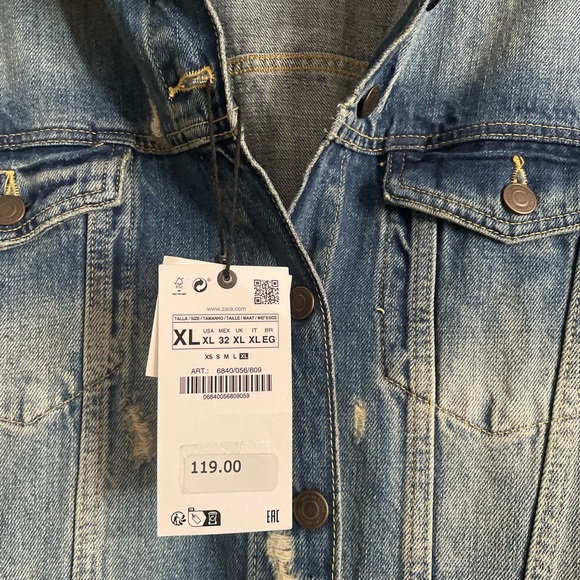 www.zara.com
TALLA / SIZE / TAMANHO / TAILLE / MAAT / ΜΕΓΕΘΟΣ
XL USA XL MEX 32 UK XL IT XL BR EG
XS S M L XL
ART.: 6840/056/809
06840056809059
119.00
EAC